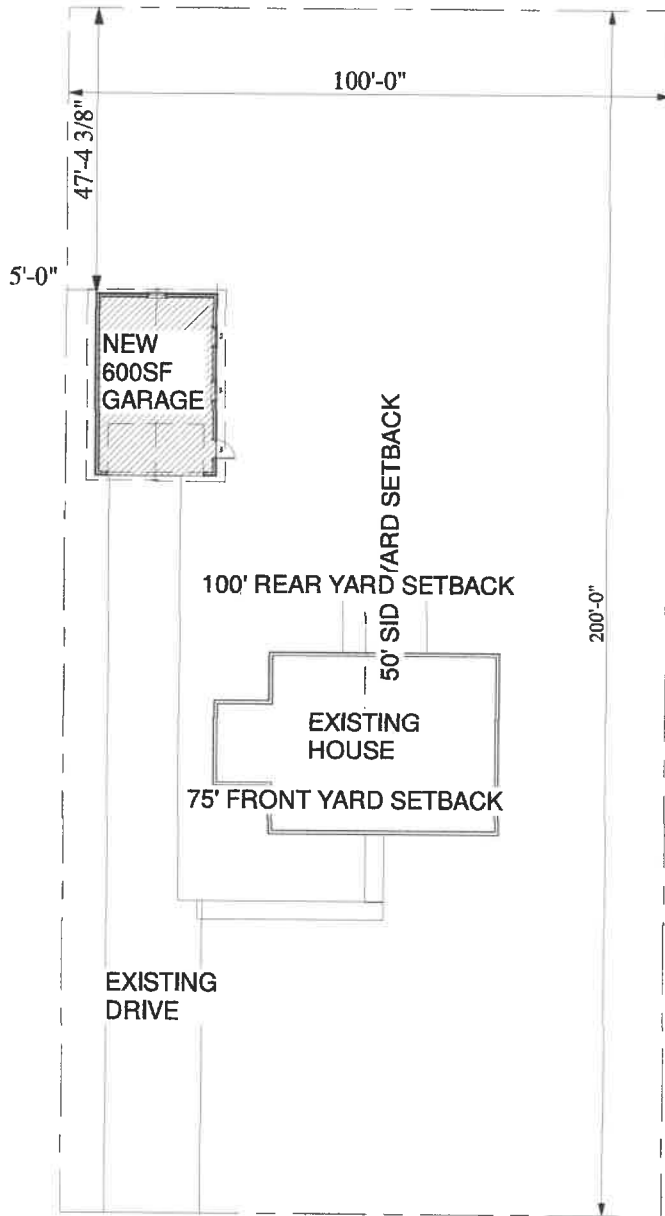 100'-0"
47'-4 3/8"
5'-0"
NEW
600SF
GARAGE
50' SID YARD SETBACK
100' REAR YARD SETBACK
200'-0"
EXISTING
HOUSE
75' FRONT YARD SETBACK
EXISTING
DRIVE